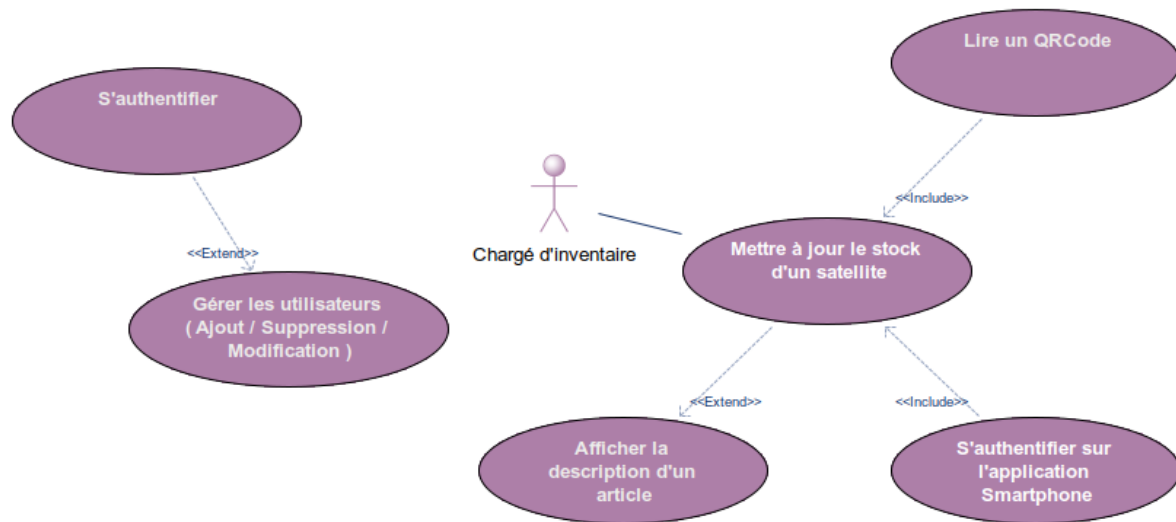 Lire un QRCode
S'authentifier
<<Include>>
Mettre à jour le stock
d'un satellite
Chargé d'inventaire
<<Extend>>
Gérer les utilisateurs
( Ajout / Suppression /
Modification )
<<Extend>>
<<Include>>
Afficher la
description d'un
article
S'authentifier sur
l'application
Smartphone